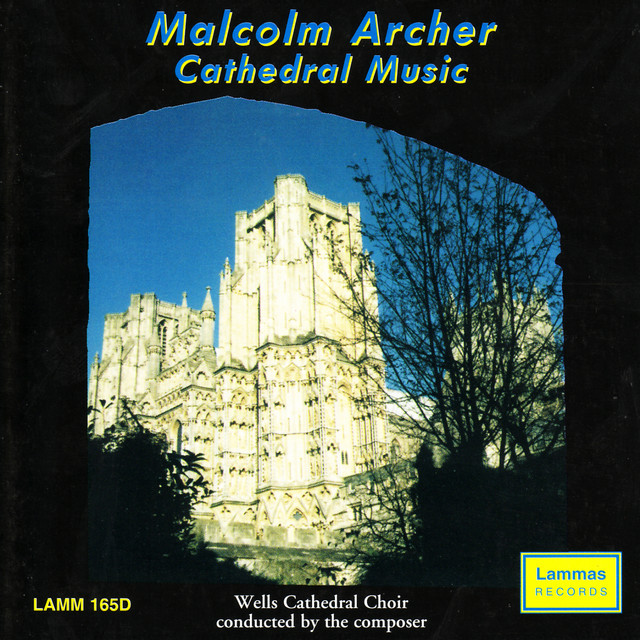 Malcolm Archer
Cathedral Music
LAMM 165D
Wells Cathedral Choir
conducted by the composer
Lammas
RECORDS